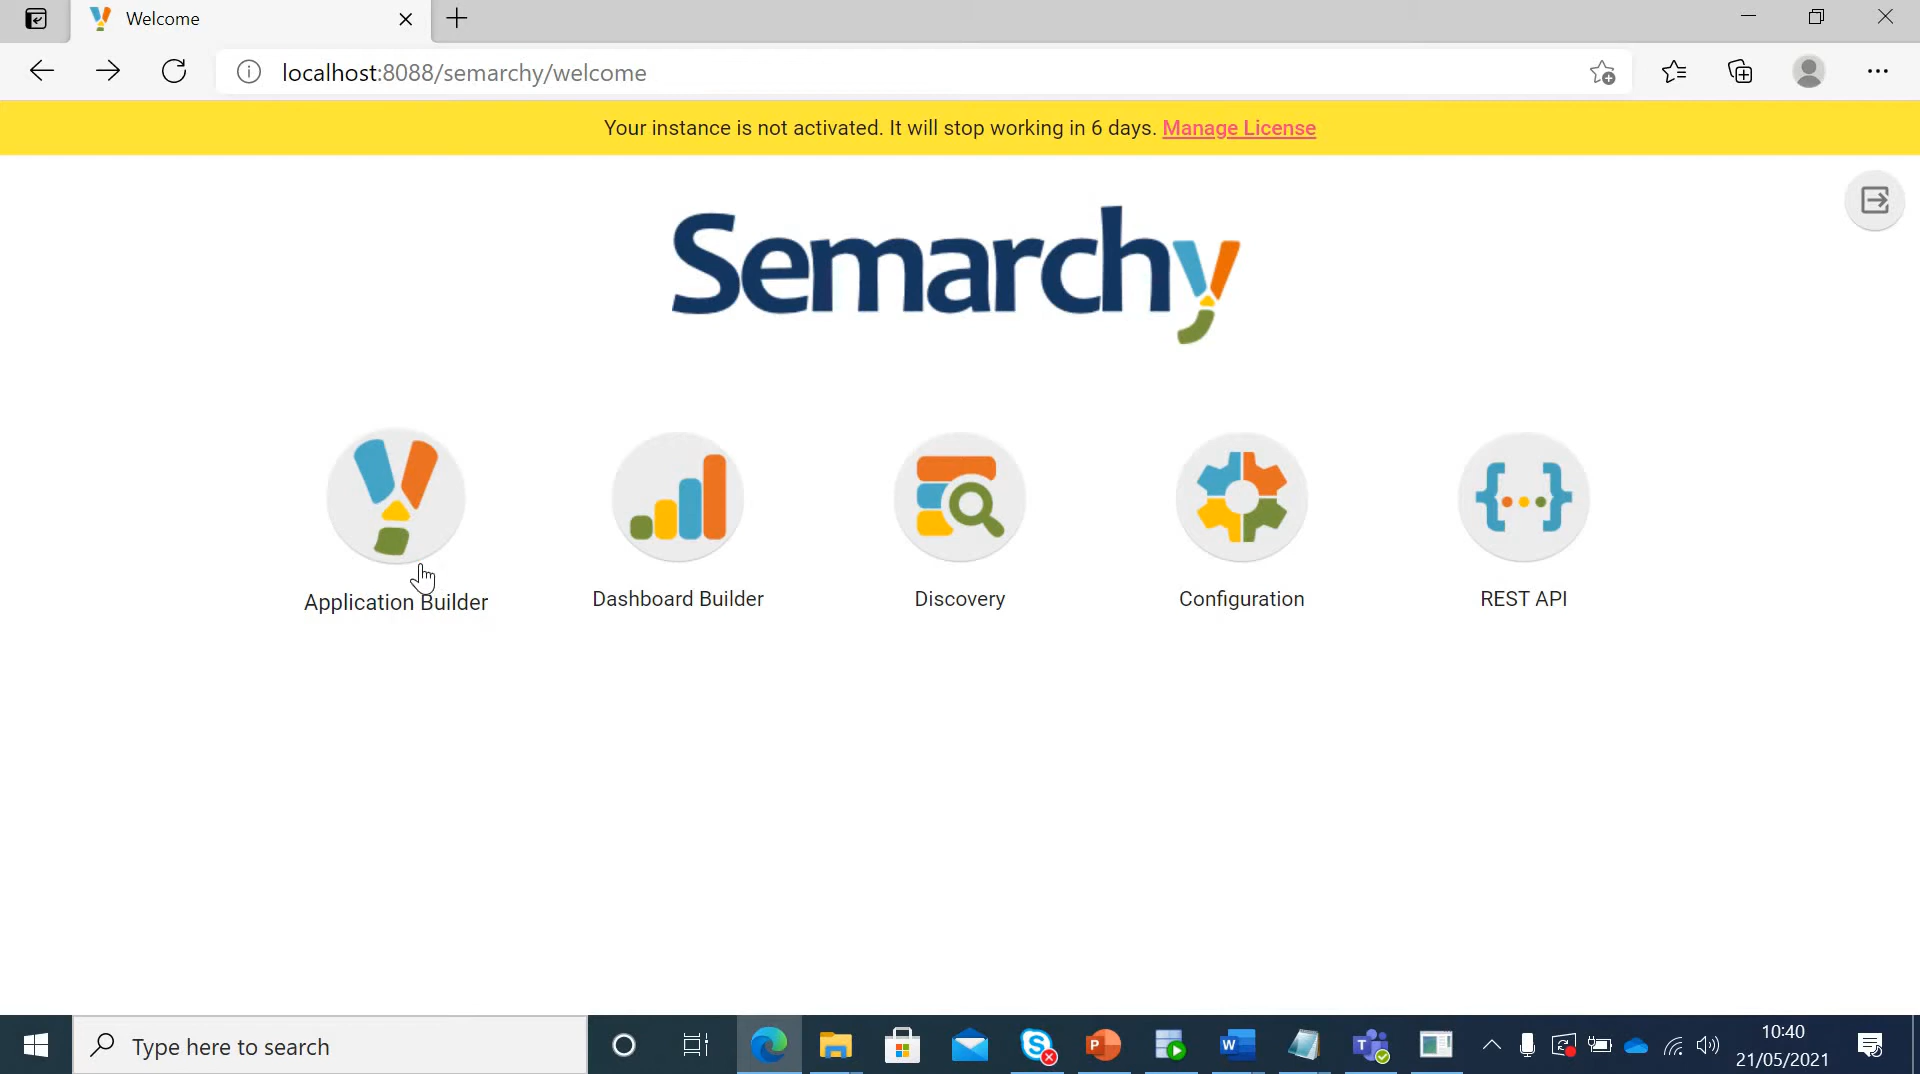 Welcome
localhost:8088/semarchy/welcome
Your instance is not activated. It will stop working in 6 days. Manage License
Semarchy
Application Builder
Dashboard Builder
Discovery
Configuration
REST API
Type here to search
10:40
21/05/2021